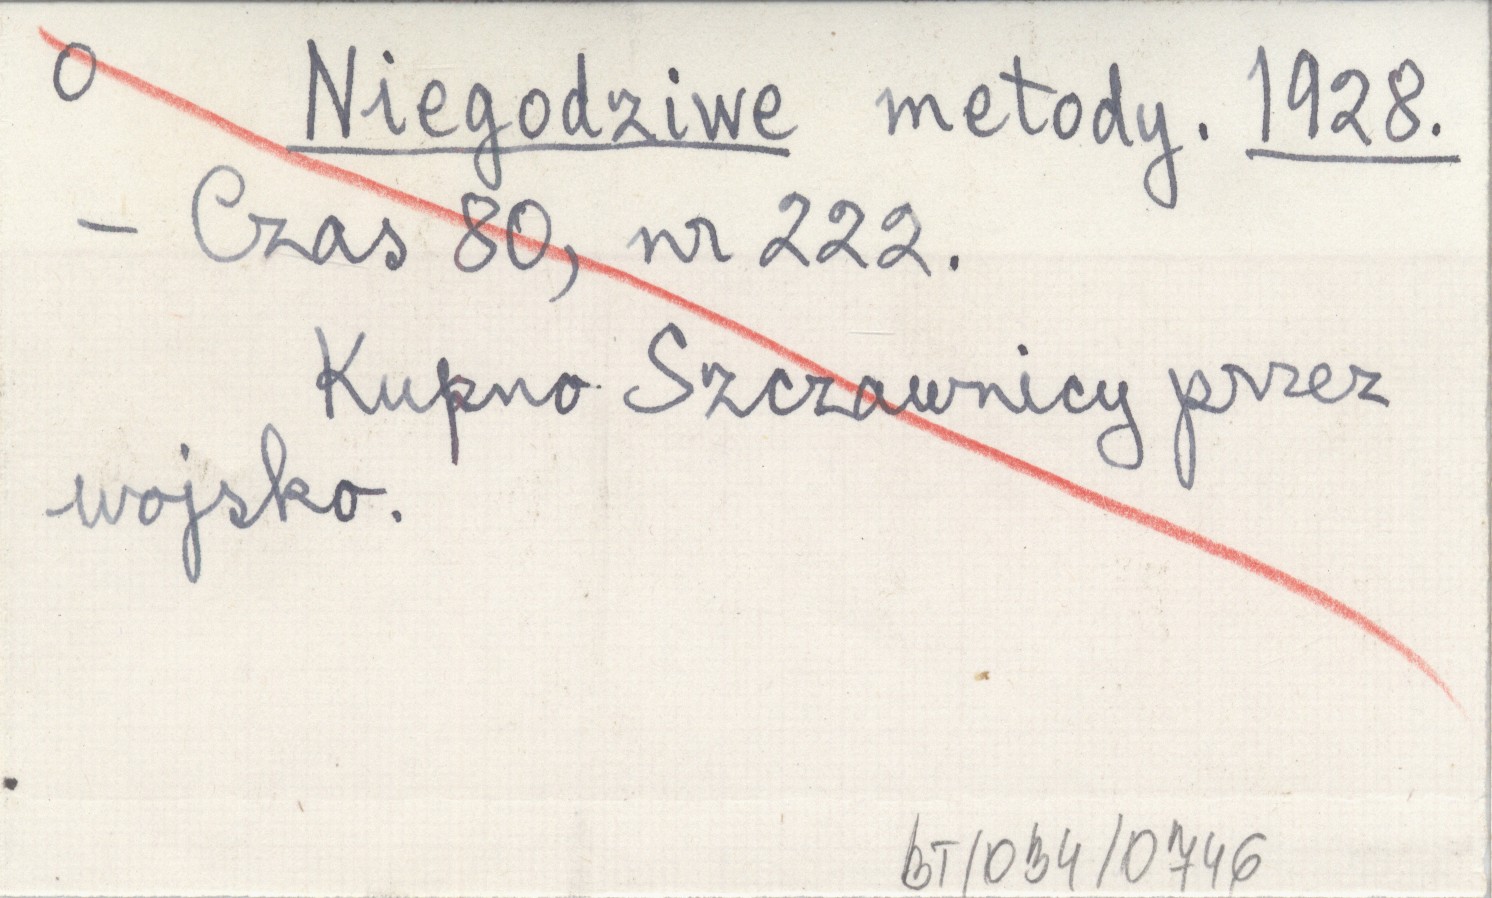 O Niegodziwe metody. 1928.
- Czas 80, nr 222.
Kupno Szczawnicy przez
wojsko.
BT/034/0746